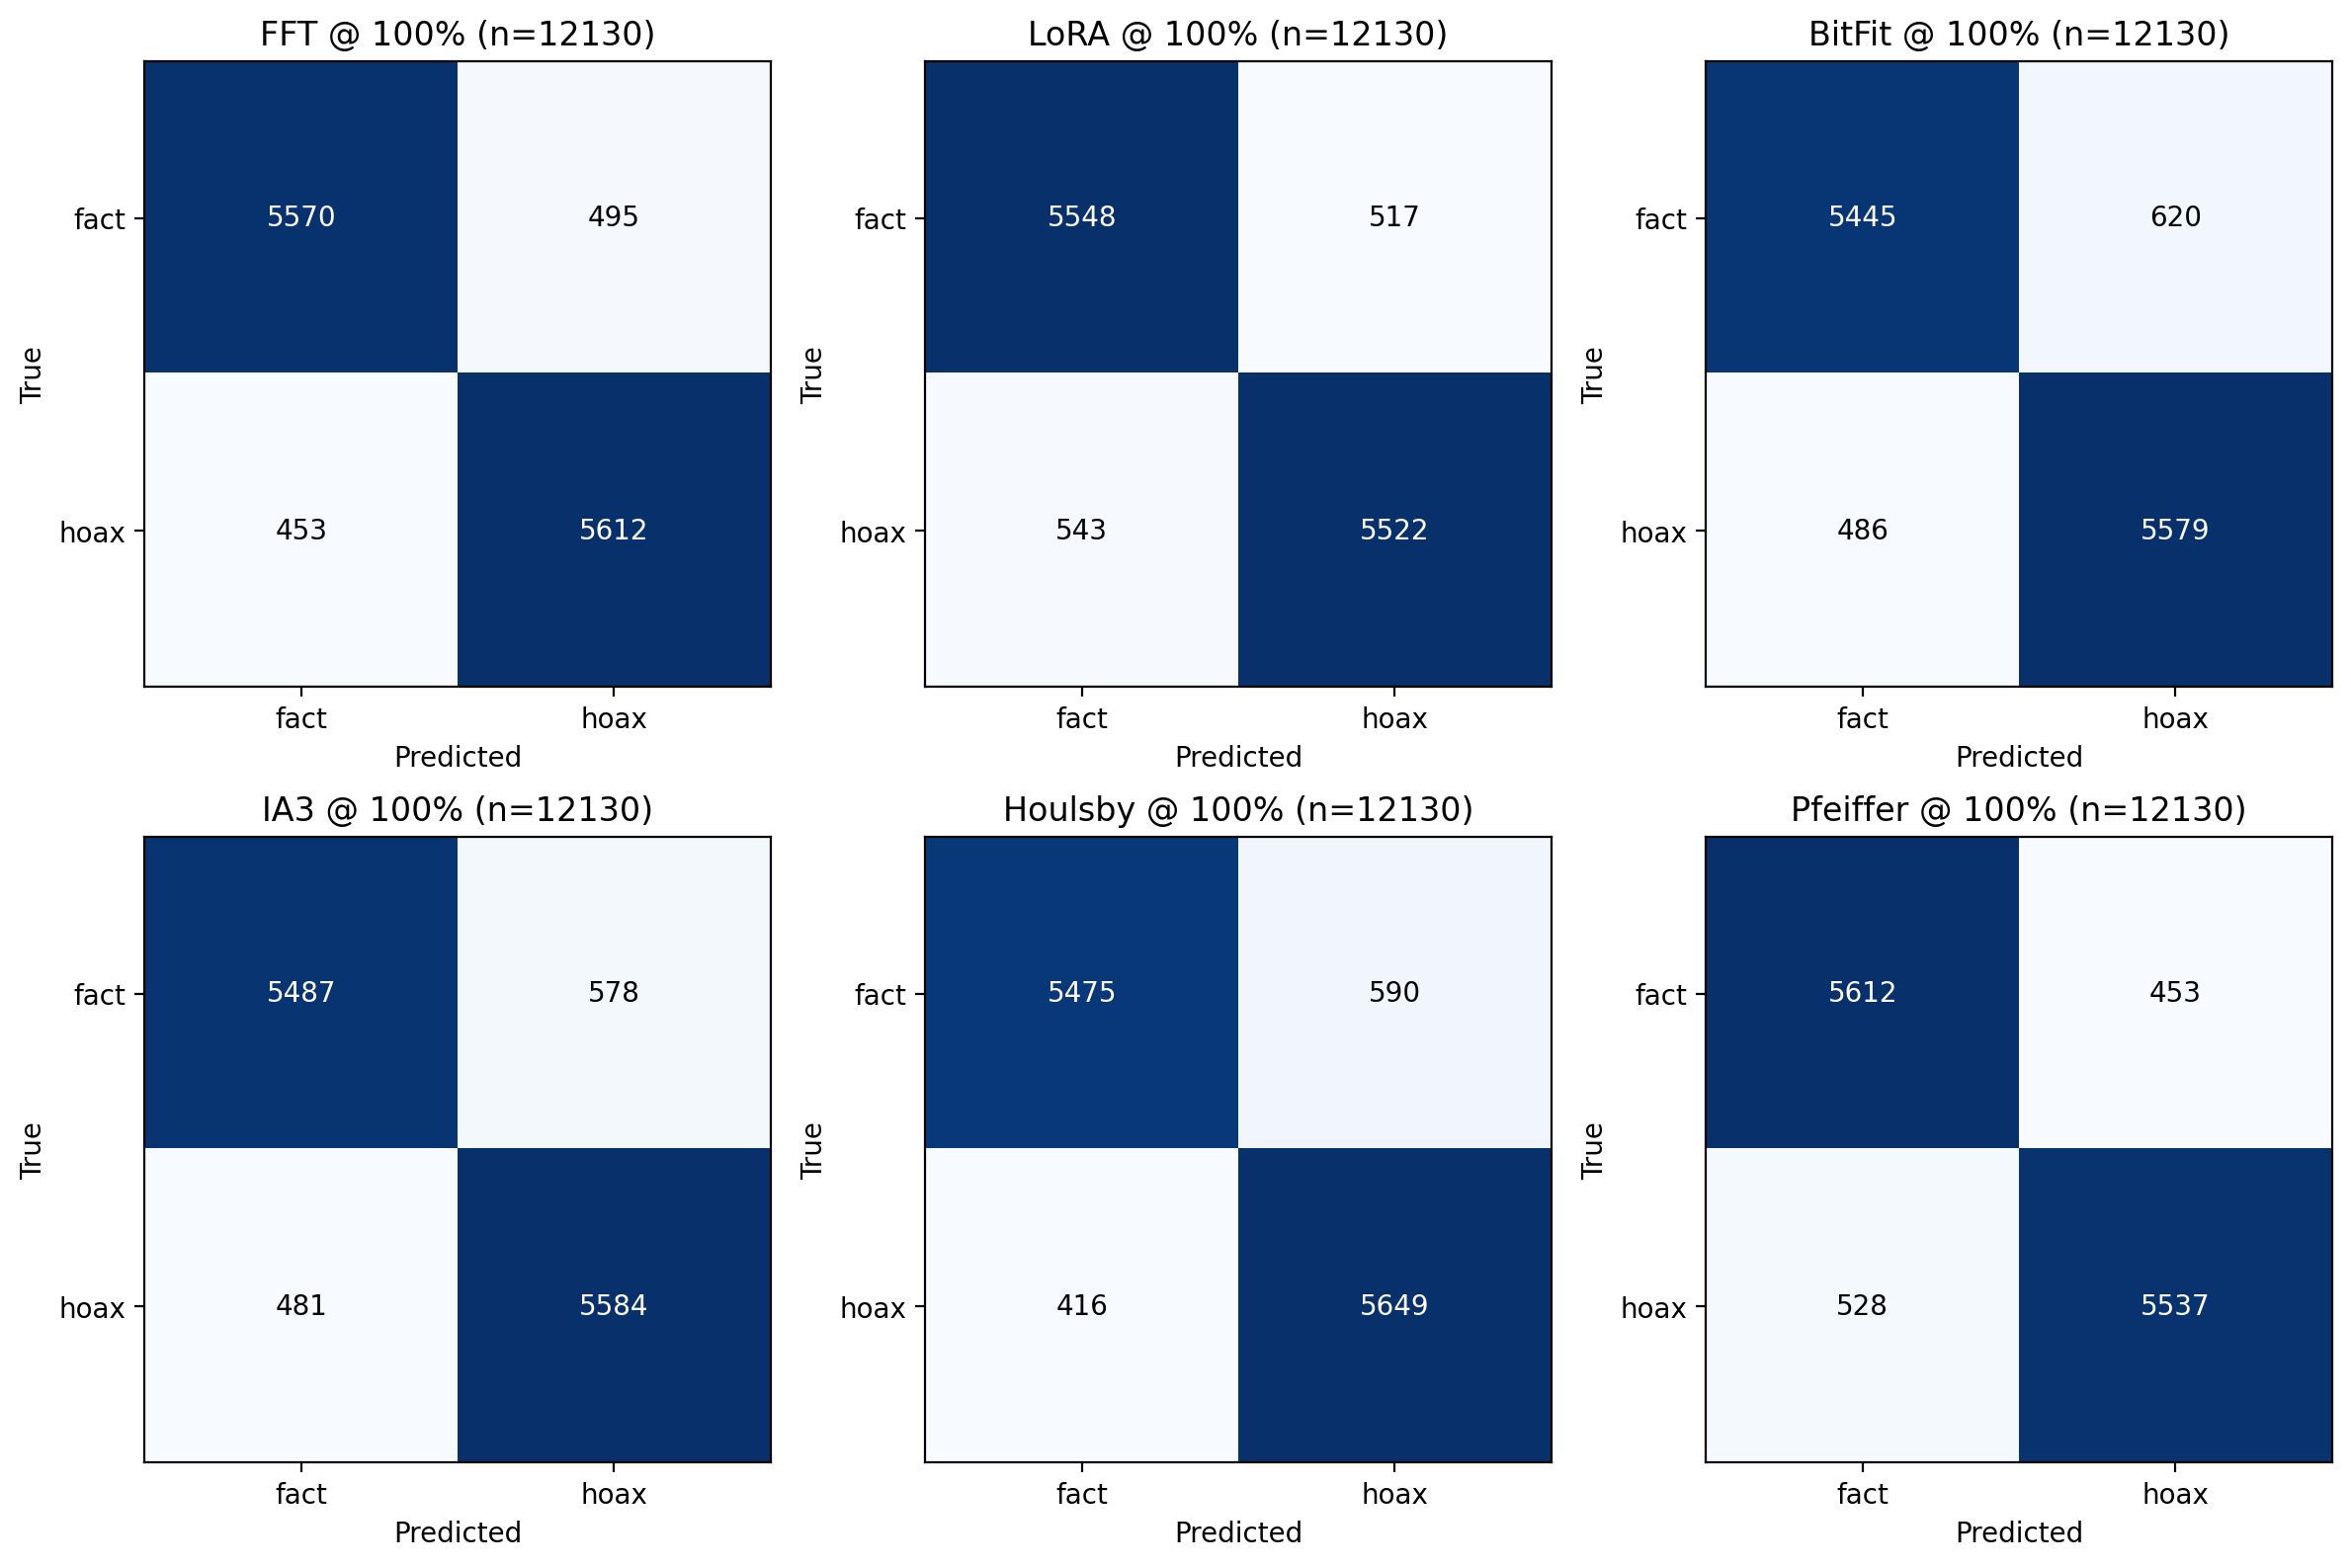 FFT @ 100% (n=12130)
LoRA @ 100% (n=12130)
BitFit @ 100% (n=12130)
fact 5570 495
fact 5548 517
fact 5445 620
True
True
True
hoax 453 5612
hoax 543 5522
hoax 486 5579
fact hoax
fact hoax
fact hoax
Predicted
Predicted
Predicted
IA3 @ 100% (n=12130)
Houlsby @ 100% (n=12130)
Pfeiffer @ 100% (n=12130)
fact 5487 578
fact 5475 590
fact 5612 453
True
True
True
hoax 481 5584
hoax 416 5649
hoax 528 5537
fact hoax
fact hoax
fact hoax
Predicted
Predicted
Predicted